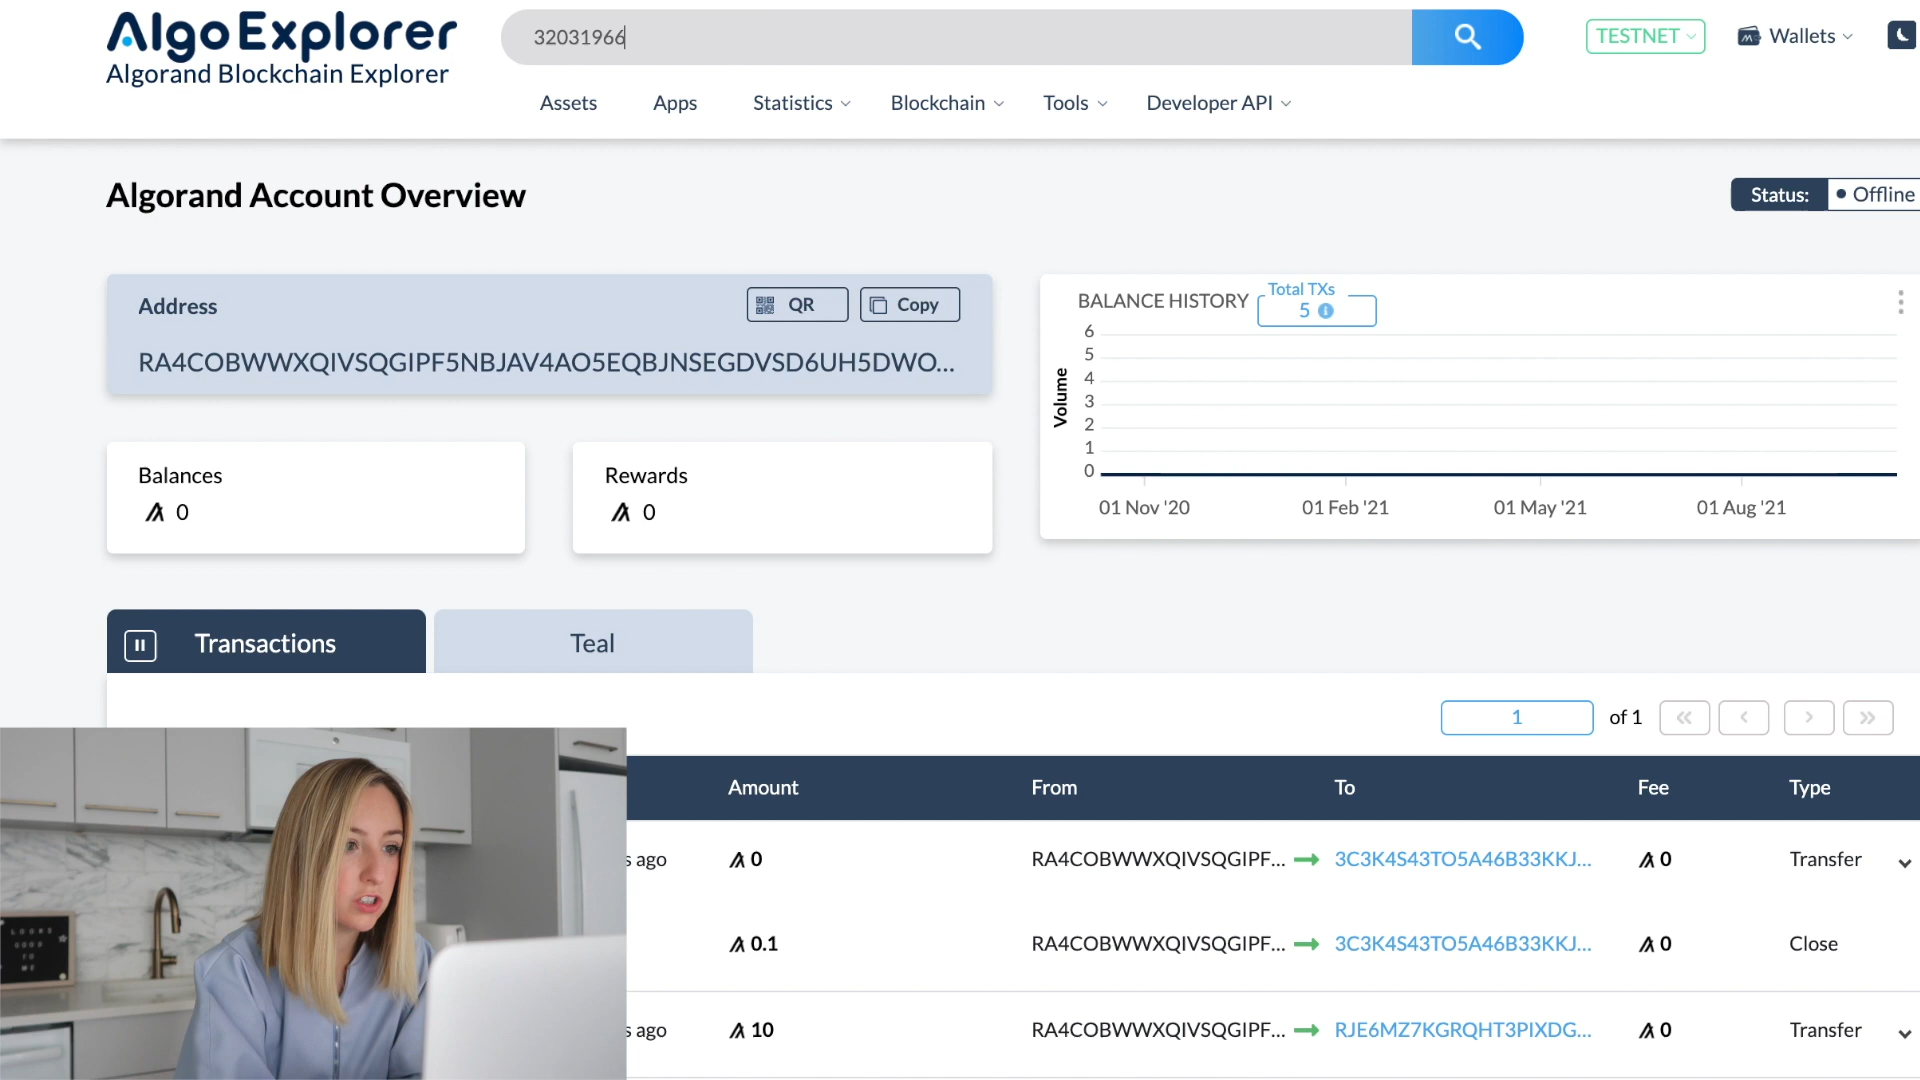 AlgoExplorer
Algorand Blockchain Explorer
32031966
TESTNET
Wallets
Assets
Apps
Statistics
Blockchain
Tools
Developer API
Algorand Account Overview
Status:
Offline
Address
QR
Copy
RA4COBWWXQIVSQGIPF5NBJAV4AO5EQBJNSEGDVSD6UH5DWO...
BALANCE HISTORY
Total TXs
5
Volume
6
5
4
3
2
1
0
01 Nov '20
01 Feb '21
01 May '21
01 Aug '21
Balances
0
Rewards
0
Transactions
Teal
1
of 1
Amount
From
To
Fee
Type
s ago
0
RA4COBWWXQIVSQGIPF...
3C3K4S43TO5A46B33KKJ...
0
Transfer
0.1
RA4COBWWXQIVSQGIPF...
3C3K4S43TO5A46B33KKJ...
0
Close
s ago
10
RA4COBWWXQIVSQGIPF...
RJE6MZ7KGRQHT3PIXDG...
0
Transfer
LOOKS
GOOD
TO
ME